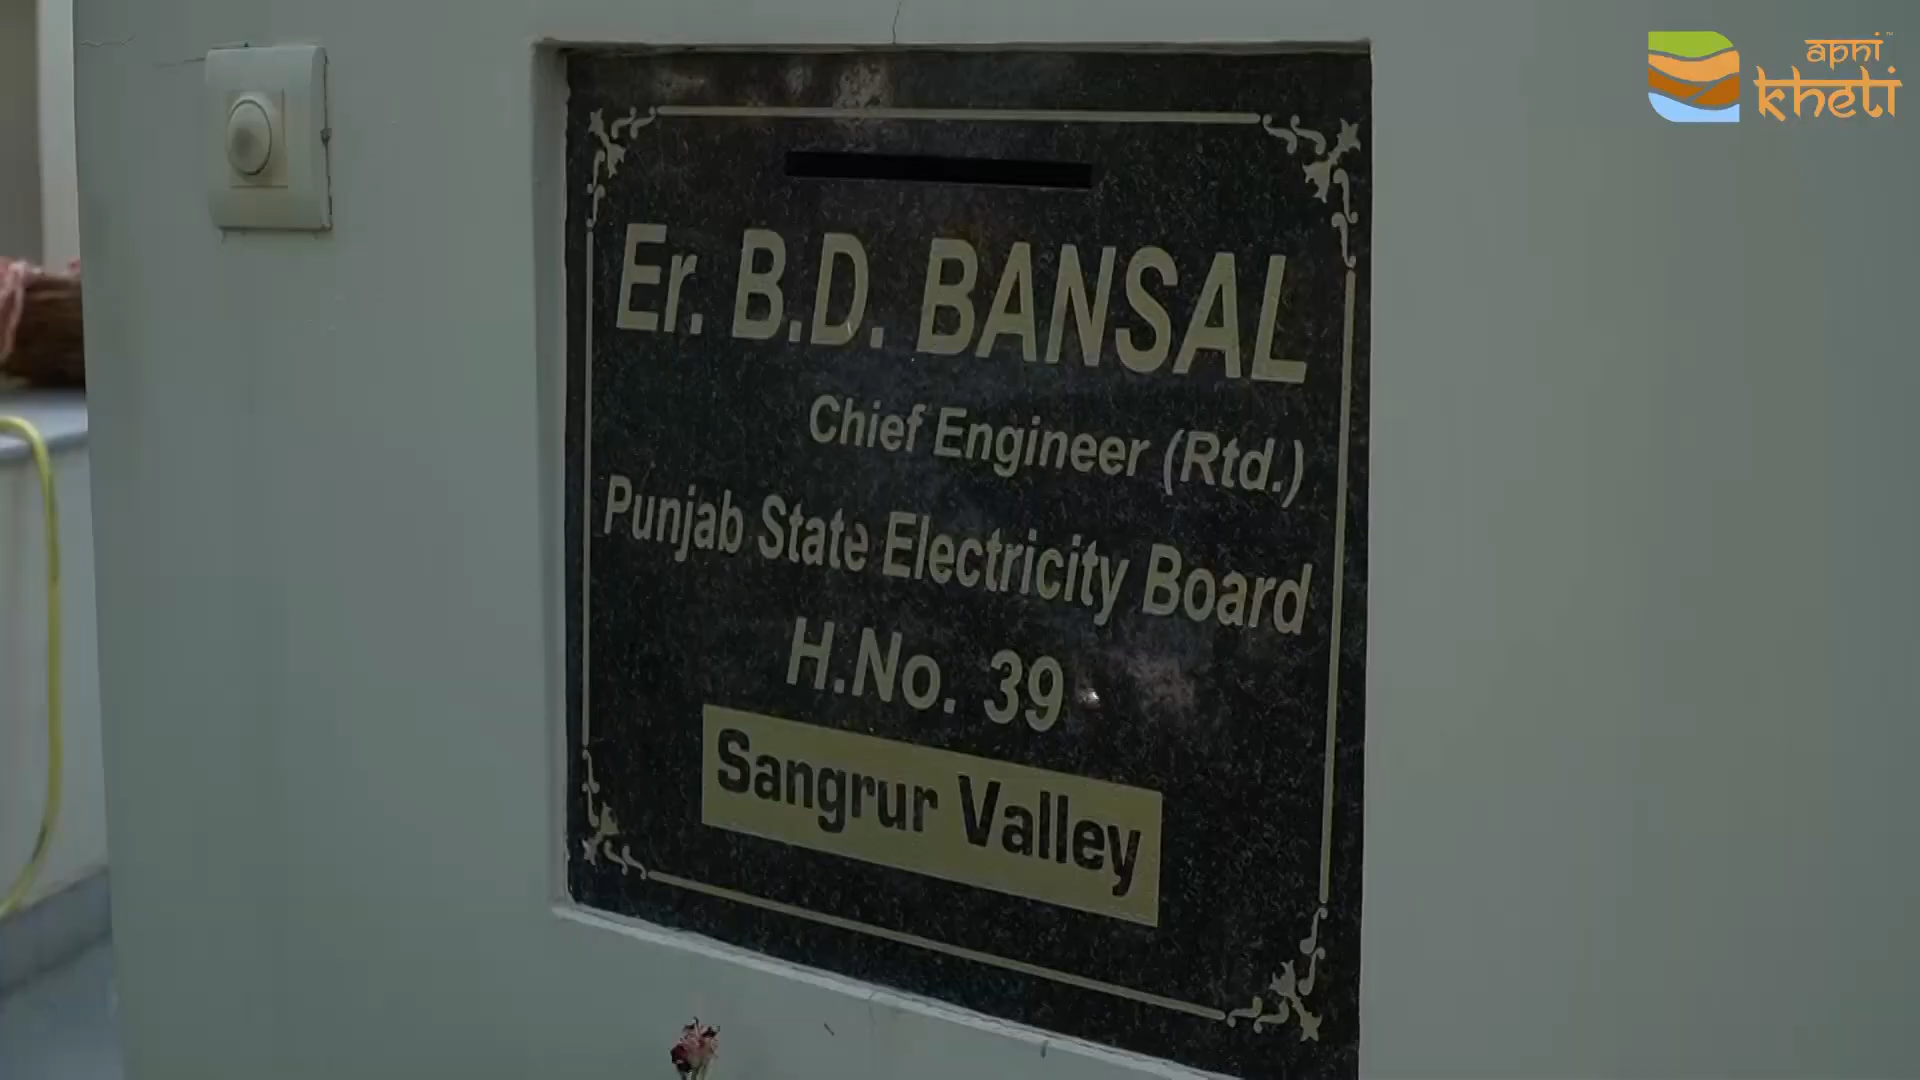 apni
kheti
Er. B.D. BANSAL
Chief Engineer (Rtd.)
Punjab State Electricity Board
H.No. 39
Sangrur Valley